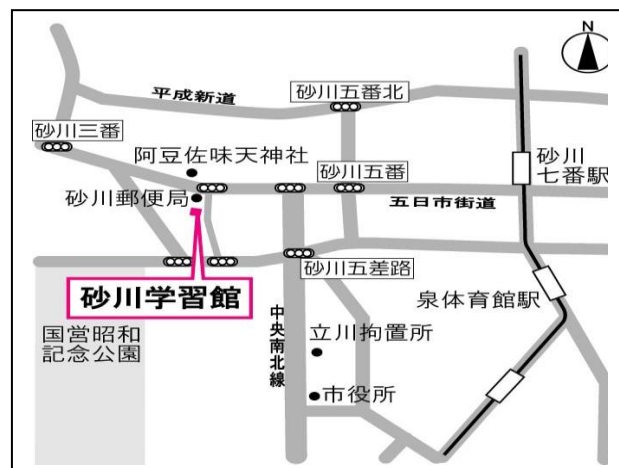 N
平成新道
砂川五番北
砂川三番
阿豆佐味天神社
砂川五番
砂川
七番駅
砂川郵便局
五日市街道
砂川五差路
砂川学習館
泉体育館駅
国営昭和
記念公園
中央南北線
立川拘置所
市役所